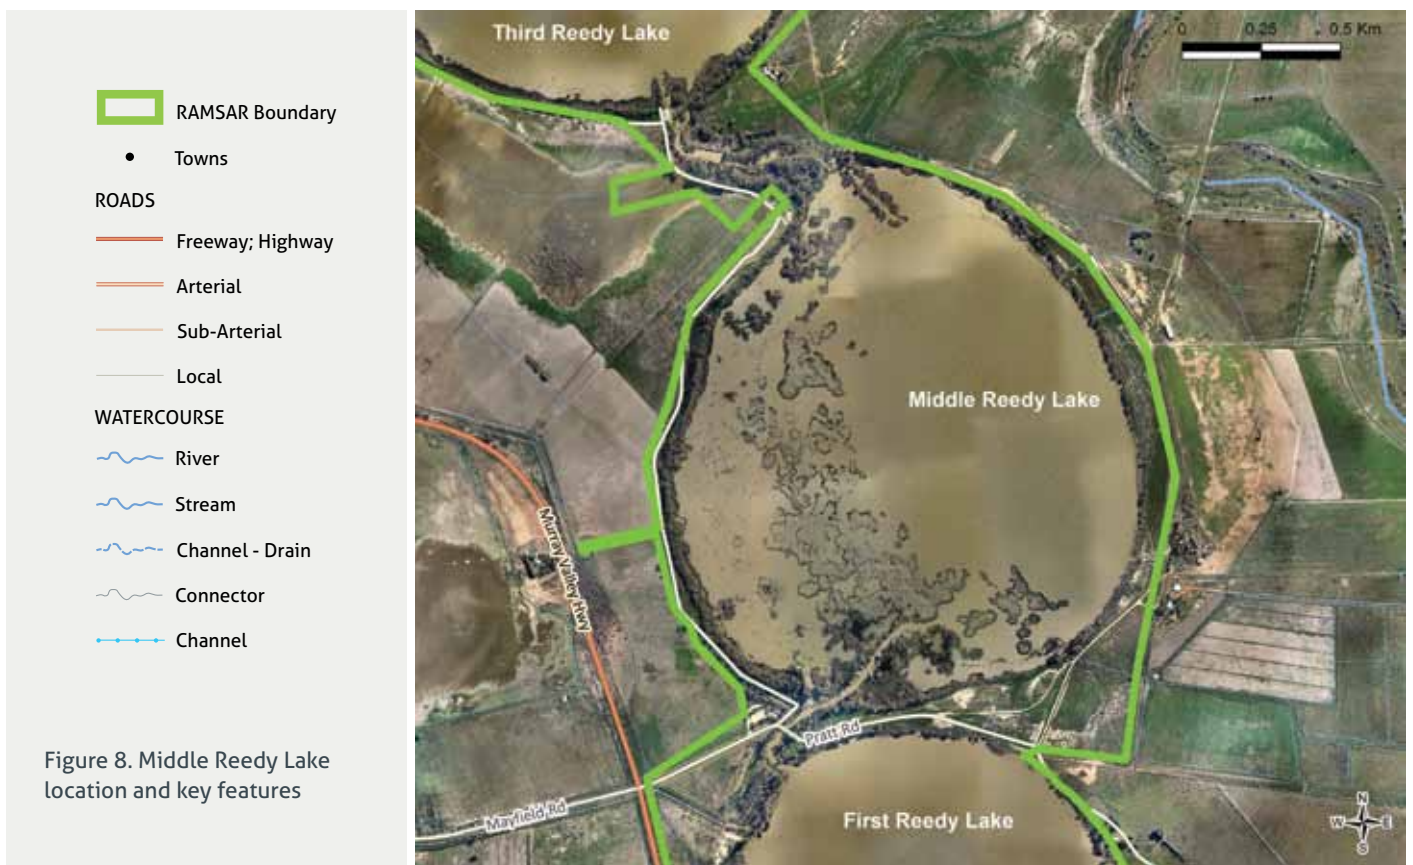 RAMSAR Boundary
Towns
ROADS
Freeway; Highway
Arterial
Sub-Arterial
Local
WATERCOURSE
River
Stream
Channel - Drain
Connector
Channel
Figure 8. Middle Reedy Lake
location and key features
Third Reedy Lake
0 0.25 0.5 Km
Middle Reedy Lake
Murray Valley Hwy
Pratt Rd
Mayfield Rd
First Reedy Lake
N
W E
S